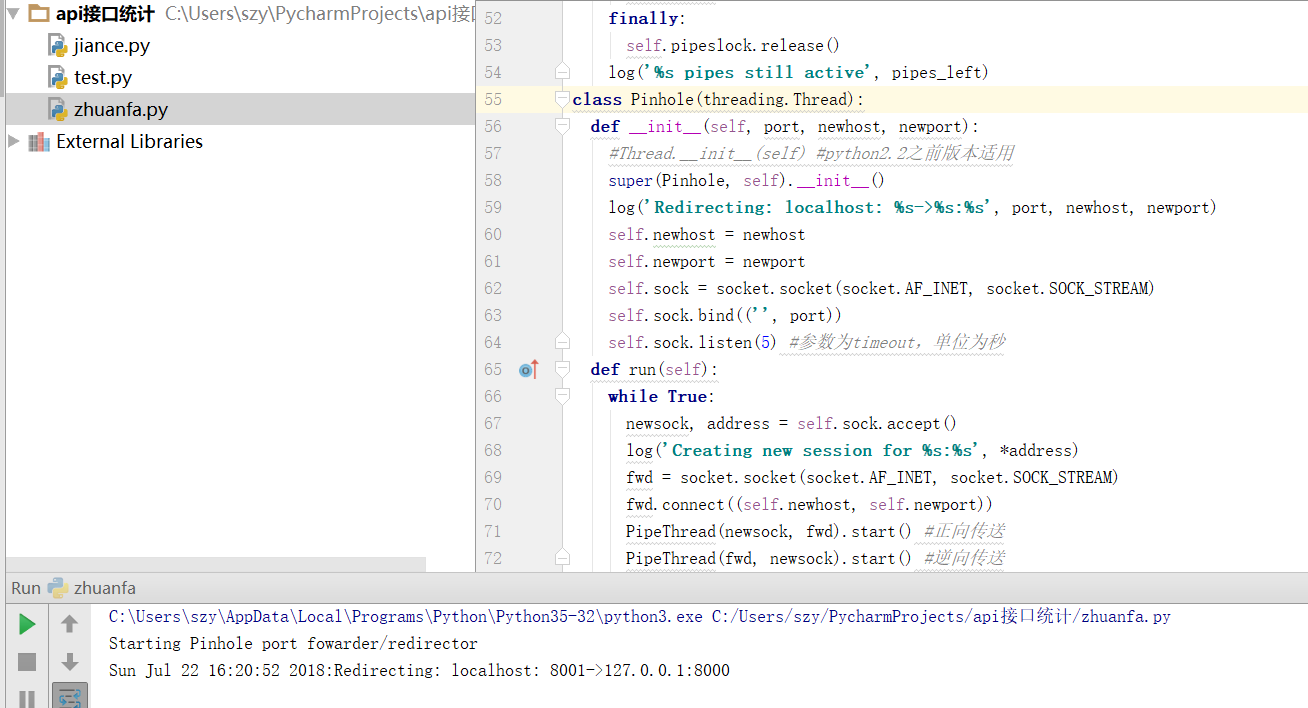 api接口统计 C:\Users\szy\PycharmProjects\api接
jiance.py
test.py
zhuanfa.py
External Libraries
52 finally:
53 self.pipeslock.release()
54 log('%s pipes still active', pipes_left)
55 class Pinhole(threading.Thread):
56 def __init__(self, port, newhost, newport):
57 #Thread.__init__(self) #python2.2之前版本适用
58 super(Pinhole, self).__init__()
59 log('Redirecting: localhost: %s->%s:%s', port, newhost, newport)
60 self.newhost = newhost
61 self.newport = newport
62 self.sock = socket.socket(socket.AF_INET, socket.SOCK_STREAM)
63 self.sock.bind(('', port))
64 self.sock.listen(5) #参数为timeout，单位为秒
65 def run(self):
66 while True:
67 newsock, address = self.sock.accept()
68 log('Creating new session for %s:%s', *address)
69 fwd = socket.socket(socket.AF_INET, socket.SOCK_STREAM)
70 fwd.connect((self.newhost, self.newport))
71 PipeThread(newsock, fwd).start() #正向传送
72 PipeThread(fwd, newsock).start() #逆向传送
Run zhuanfa
C:\Users\szy\AppData\Local\Programs\Python\Python35-32\python3.exe C:/Users/szy/PycharmProjects/api接口统计/zhuanfa.py
Starting Pinhole port fowarder/redirector
Sun Jul 22 16:20:52 2018:Redirecting: localhost: 8001->127.0.0.1:8000